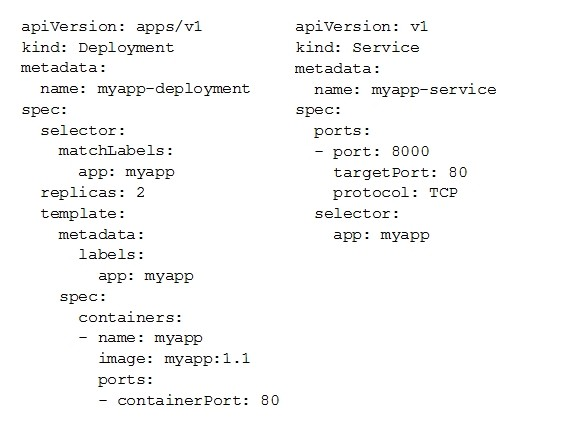 apiVersion: apps/v1
kind: Deployment
metadata:
  name: myapp-deployment
spec:
  selector:
    matchLabels:
      app: myapp
  replicas: 2
  template:
    metadata:
      labels:
        app: myapp
    spec:
      containers:
      - name: myapp
        image: myapp:1.1
        ports:
        - containerPort: 80
apiVersion: v1
kind: Service
metadata:
  name: myapp-service
spec:
  ports:
  - port: 8000
    targetPort: 80
    protocol: TCP
  selector:
    app: myapp